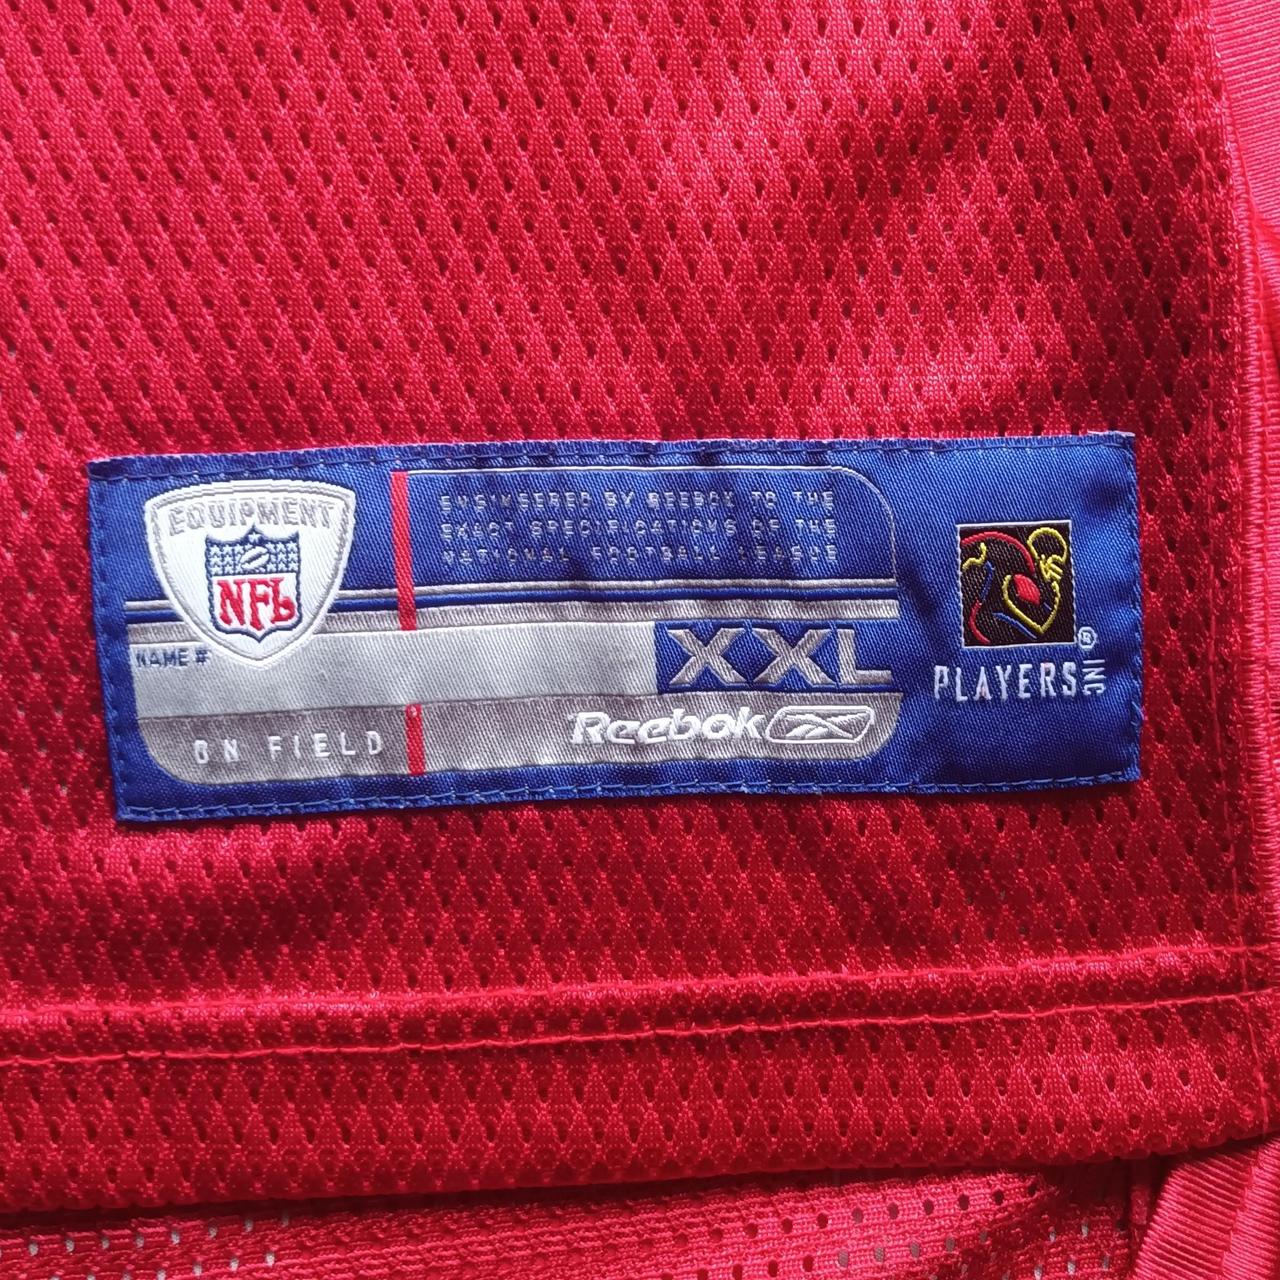 EQUIPMENT
NFL
ENGINEERED BY REEBOK TO THE
EXACT SPECIFICATIONS OF THE
NATIONAL FOOTBALL LEAGUE
NAME #
XXL
ON FIELD
Reebok
PLAYERS INC
®